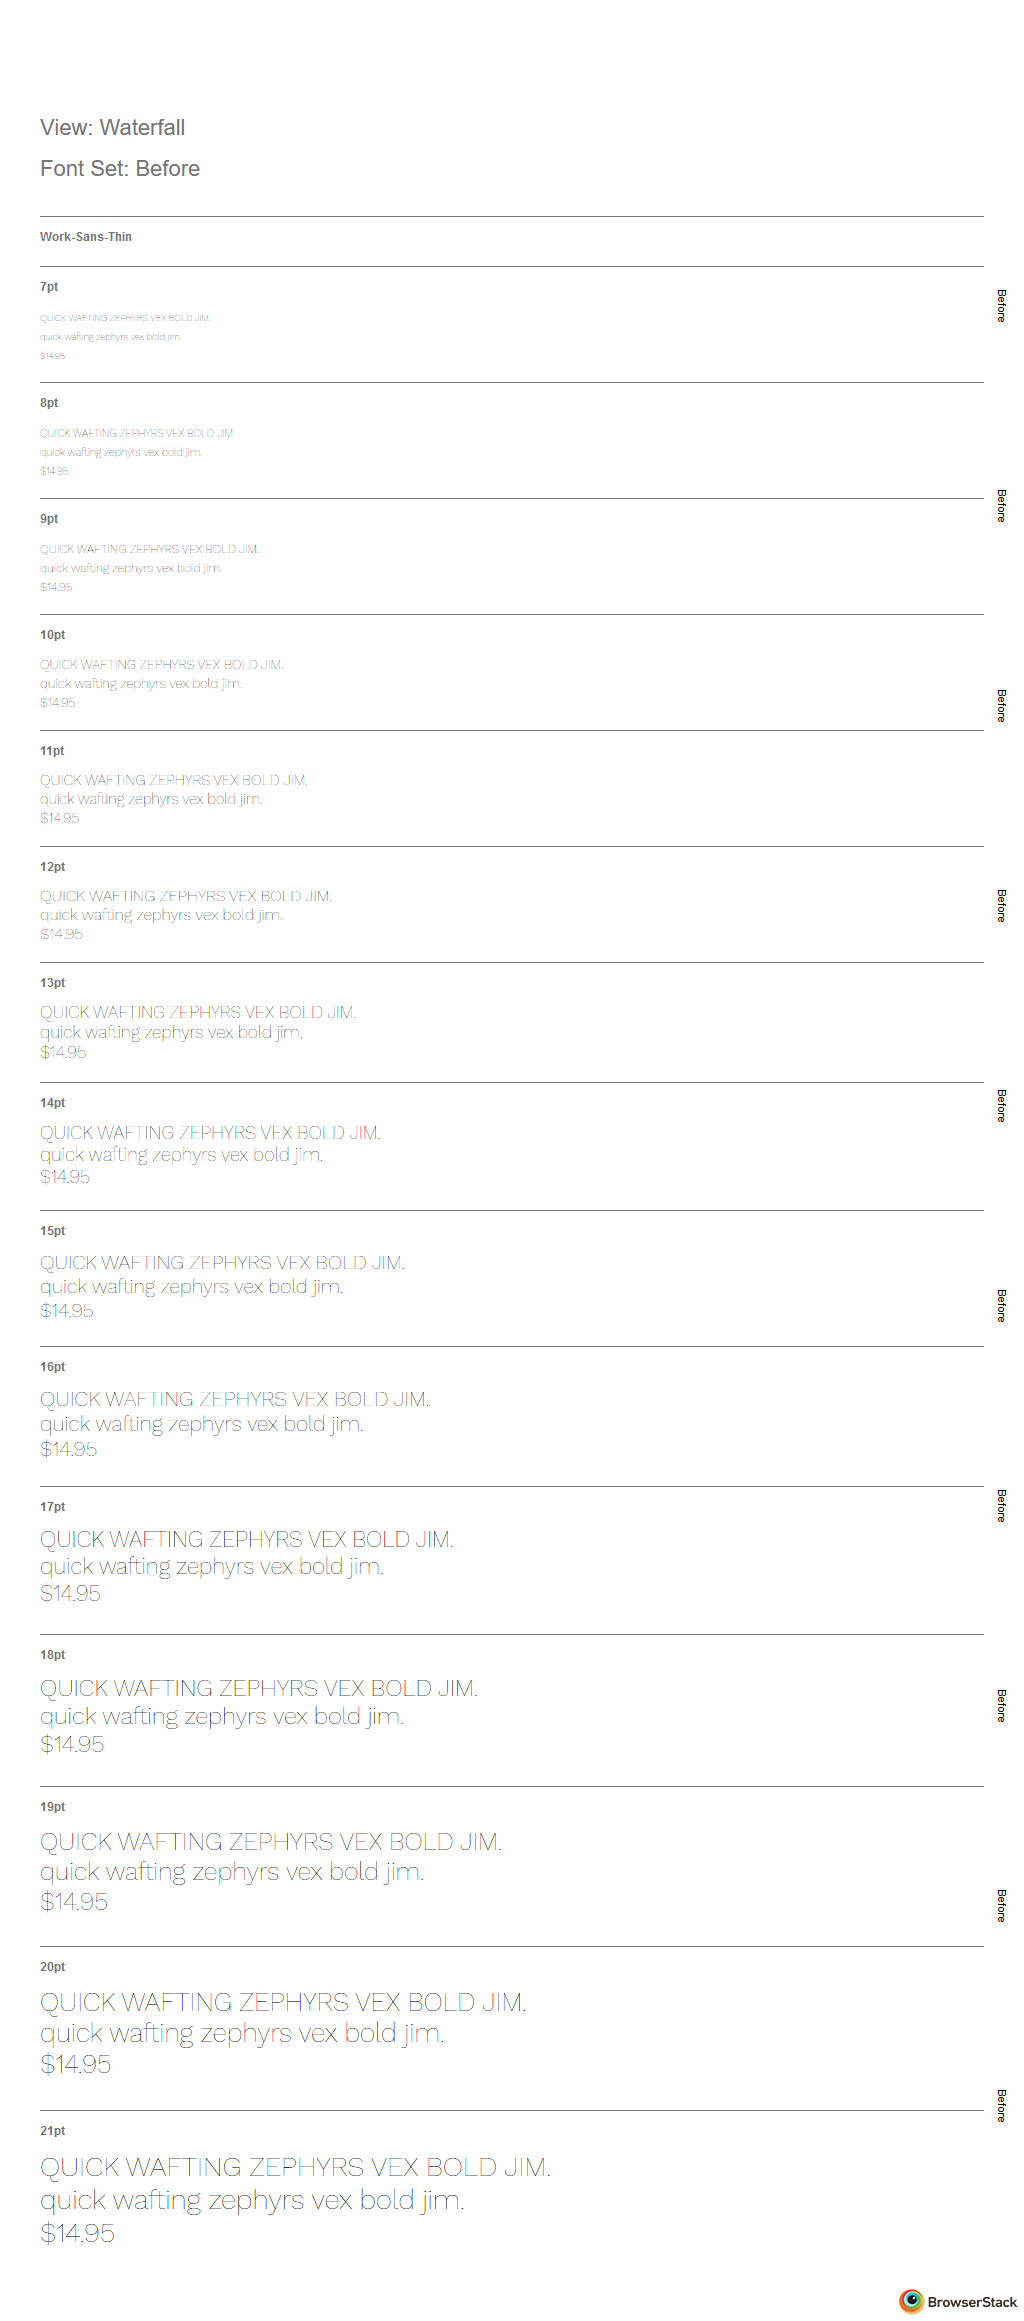 View: Waterfall
Font Set: Before
Work-Sans-Thin
7pt
QUICK WAFTING ZEPHYRS VEX BOLD JIM.
quick wafting zephyrs vex bold jim.
$14.95
Before
8pt
QUICK WAFTING ZEPHYRS VEX BOLD JIM.
quick wafting zephyrs vex bold jim.
$14.95
Before
9pt
QUICK WAFTING ZEPHYRS VEX BOLD JIM.
quick wafting zephyrs vex bold jim.
$14.95
10pt
QUICK WAFTING ZEPHYRS VEX BOLD JIM.
quick wafting zephyrs vex bold jim.
$14.95
Before
11pt
QUICK WAFTING ZEPHYRS VEX BOLD JIM.
quick wafting zephyrs vex bold jim.
$14.95
12pt
QUICK WAFTING ZEPHYRS VEX BOLD JIM.
quick wafting zephyrs vex bold jim.
$14.95
Before
13pt
QUICK WAFTING ZEPHYRS VEX BOLD JIM.
quick wafting zephyrs vex bold jim.
$14.95
14pt
QUICK WAFTING ZEPHYRS VEX BOLD JIM.
quick wafting zephyrs vex bold jim.
$14.95
Before
15pt
QUICK WAFTING ZEPHYRS VEX BOLD JIM.
quick wafting zephyrs vex bold jim.
$14.95
Before
16pt
QUICK WAFTING ZEPHYRS VEX BOLD JIM.
quick wafting zephyrs vex bold jim.
$14.95
17pt
QUICK WAFTING ZEPHYRS VEX BOLD JIM.
quick wafting zephyrs vex bold jim.
$14.95
Before
18pt
QUICK WAFTING ZEPHYRS VEX BOLD JIM.
quick wafting zephyrs vex bold jim.
$14.95
Before
19pt
QUICK WAFTING ZEPHYRS VEX BOLD JIM.
quick wafting zephyrs vex bold jim.
$14.95
Before
20pt
QUICK WAFTING ZEPHYRS VEX BOLD JIM.
quick wafting zephyrs vex bold jim.
$14.95
Before
21pt
QUICK WAFTING ZEPHYRS VEX BOLD JIM.
quick wafting zephyrs vex bold jim.
$14.95
BrowserStack